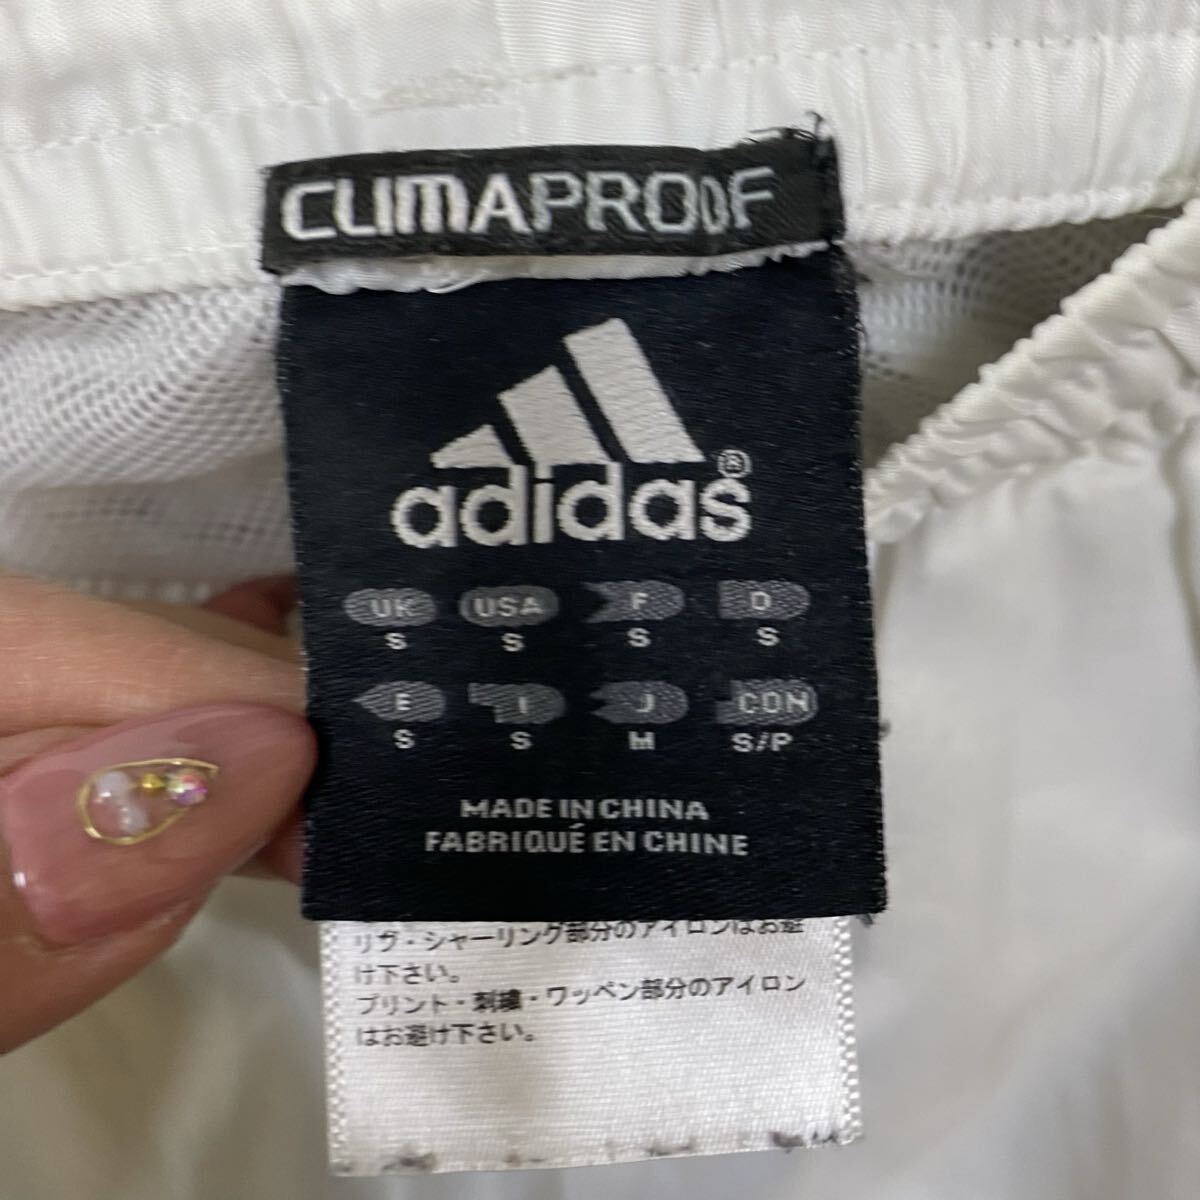 CLIMAPROOF
adidas®
UK USA F D
S S S S
E I J CON
S S M S/P
MADE IN CHINA
FABRIQUÉ EN CHINE
リブ・シャーリング部分のアイロンはお避
け下さい。
プリント・刺繍・ワッペン部分のアイロン
はお避け下さい。